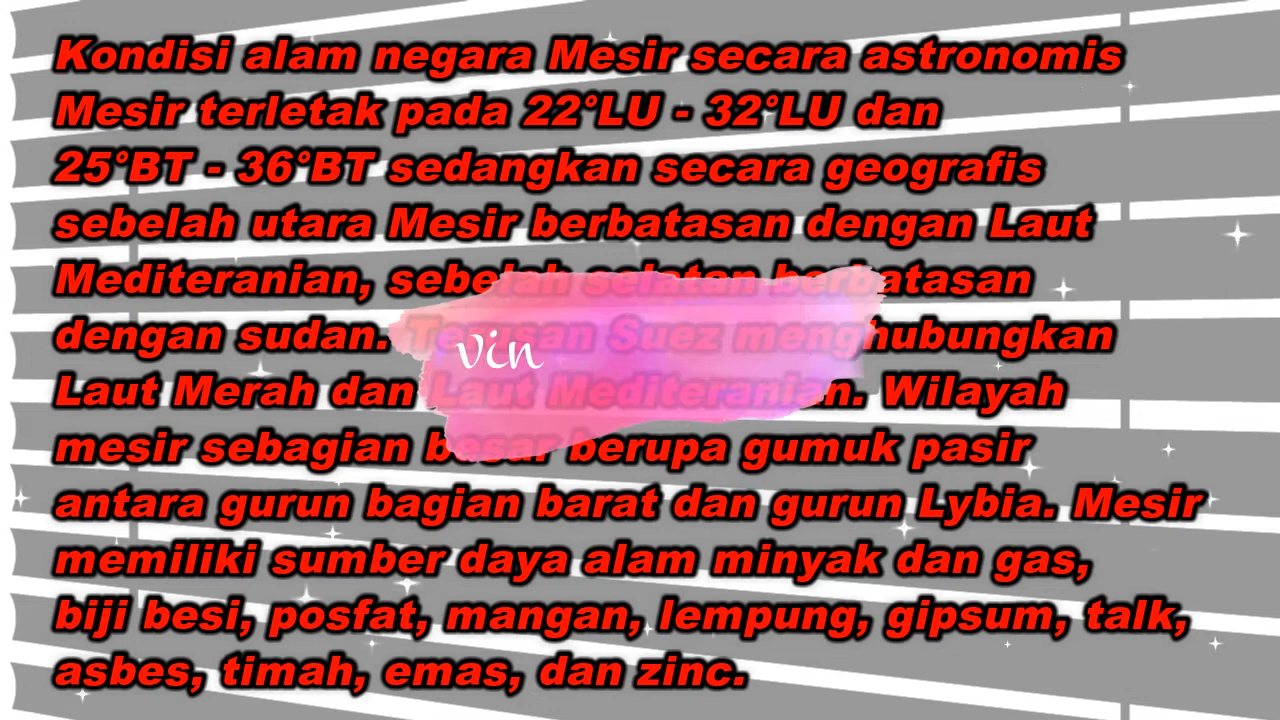 Kondisi alam negara Mesir secara astronomis
Mesir terletak pada 22°LU - 32°LU dan
25°BT - 36°BT sedangkan secara geografis
sebelah utara Mesir berbatasan dengan Laut
Mediteranian, sebelah selatan berbatasan
dengan sudan. Terusan Suez menghubungkan
vin
Laut Merah dan Laut Mediteranian. Wilayah
mesir sebagian besar berupa gumuk pasir
antara gurun bagian barat dan gurun Lybia. Mesir
memiliki sumber daya alam minyak dan gas,
biji besi, posfat, mangan, lempung, gipsum, talk,
asbes, timah, emas, dan zinc.